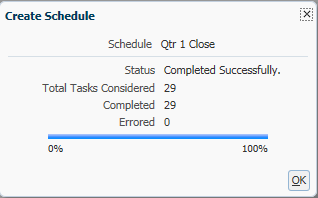 Create Schedule
Schedule Qtr 1 Close
Status Completed Successfully.
Total Tasks Considered 29
Completed 29
Errored 0
0% 100%
OK